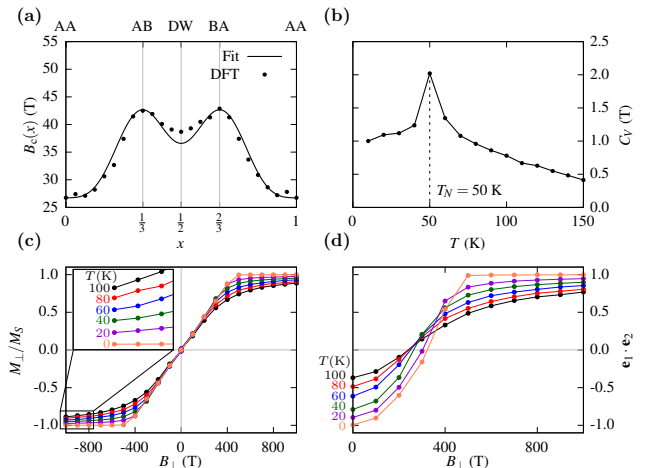 (a)
AA AB DW BA AA
Fit
DFT
B_c(x) (T)
45
40
35
30
25
0 1/3 1/2 2/3 1
x
(b)
2.5
2.0
1.5
1.0
0.5
0.0
C_V (T)
T_N = 50 K
0 50 100 150
T (K)
(c)
T(K)
100
80
60
40
20
0
M_⊥/M_S
1.0
0.5
0.0
-0.5
-1.0
-800 -400 0 400 800
B_⊥ (T)
(d)
T(K)
100
80
60
40
20
0
1.0
0.5
0.0
-0.5
-1.0
e_1 · e_2
0 400 800
B_⊥ (T)